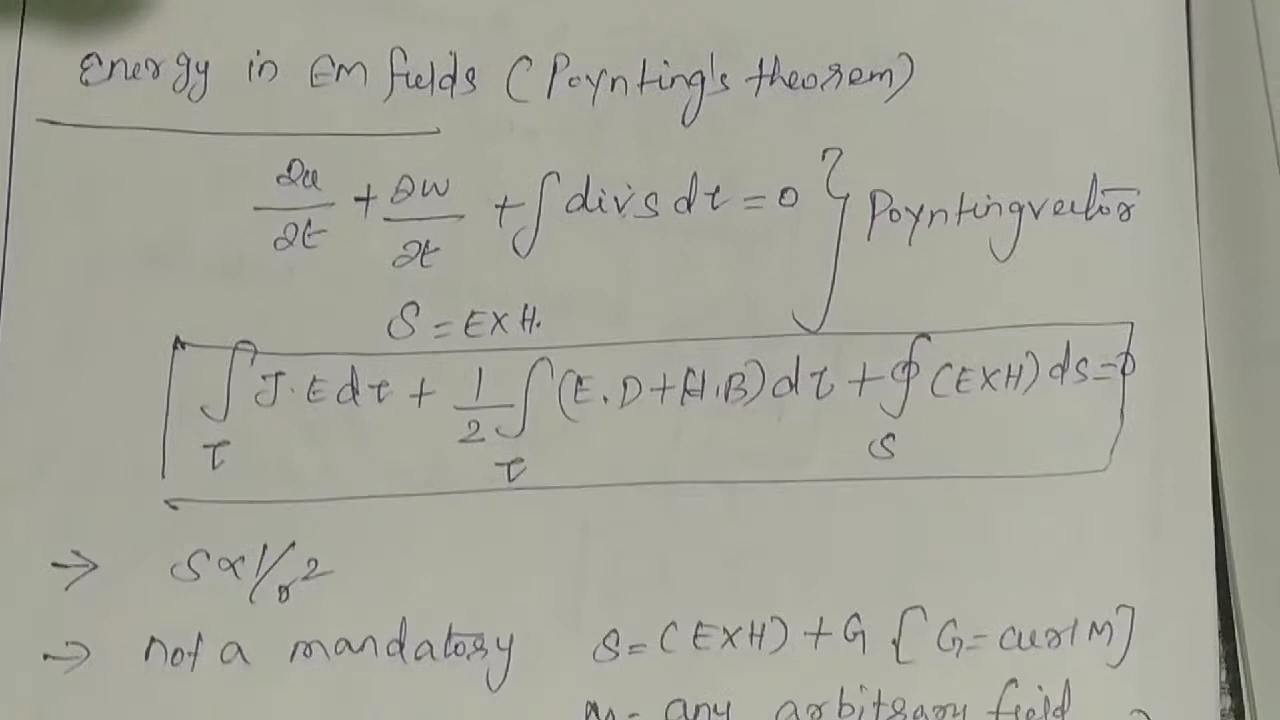 Energy in EM fields (Poynting's theorem)
∂u/∂t + ∂w/∂t + ∫ div s dτ = 0 } Poynting vector
S = E×H.
∫τ J.E dτ + 1/2 ∫τ (E.D + H.B) dτ + ∮S (E×H) ds = φ
→ S ∝ 1/r2
→ not a mandatory S = (E×H) + G [G = curl M]
M - any arbitrary field